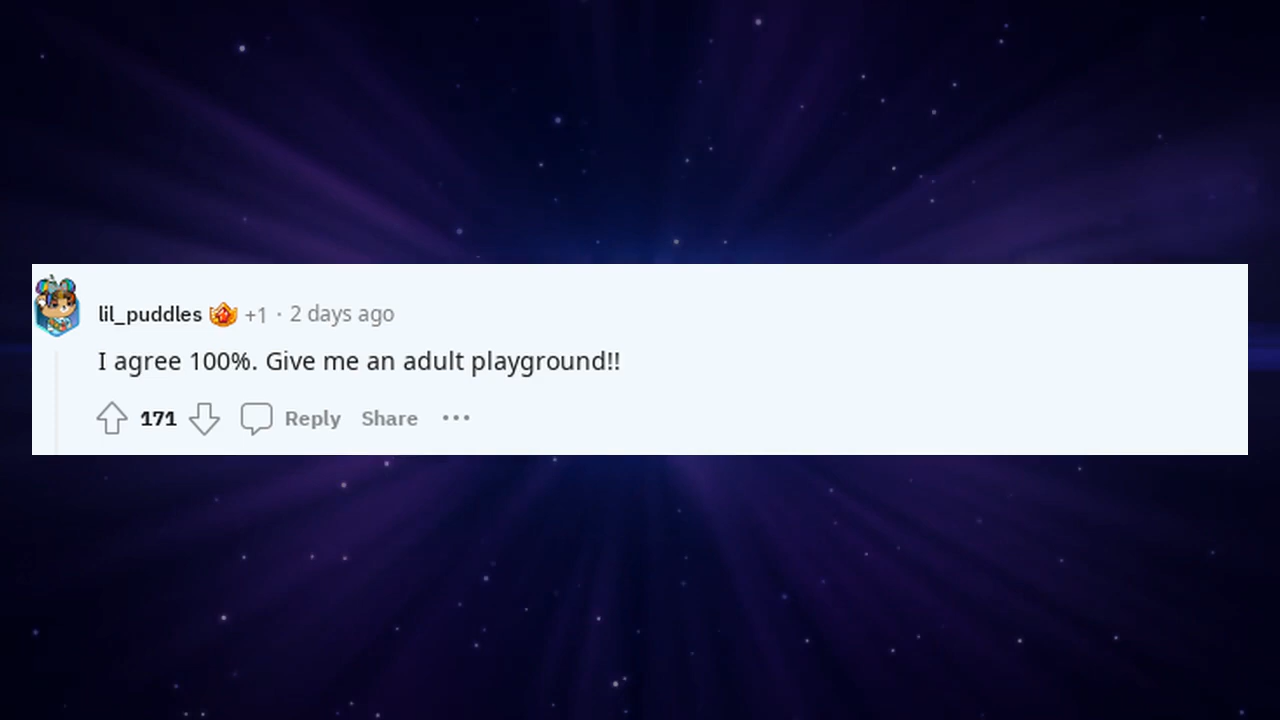 lil_puddles +1 · 2 days ago
I agree 100%. Give me an adult playground!!
171 Reply Share ···